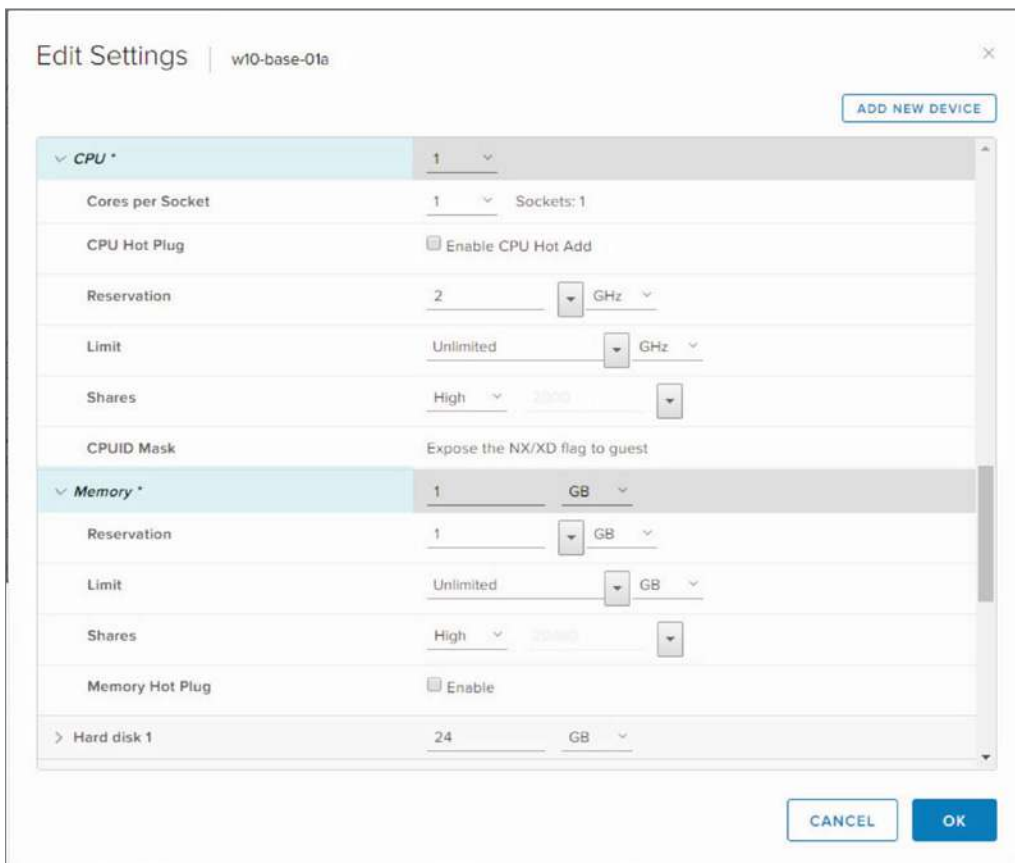 Edit Settings w10-base-01a
ADD NEW DEVICE
CPU * 1
Cores per Socket 1 Sockets: 1
CPU Hot Plug Enable CPU Hot Add
Reservation 2 GHz
Limit Unlimited GHz
Shares High 2000
CPUID Mask Expose the NX/XD flag to guest
Memory * 1 GB
Reservation 1 GB
Limit Unlimited GB
Shares High
Memory Hot Plug Enable
Hard disk 1 24 GB
CANCEL OK